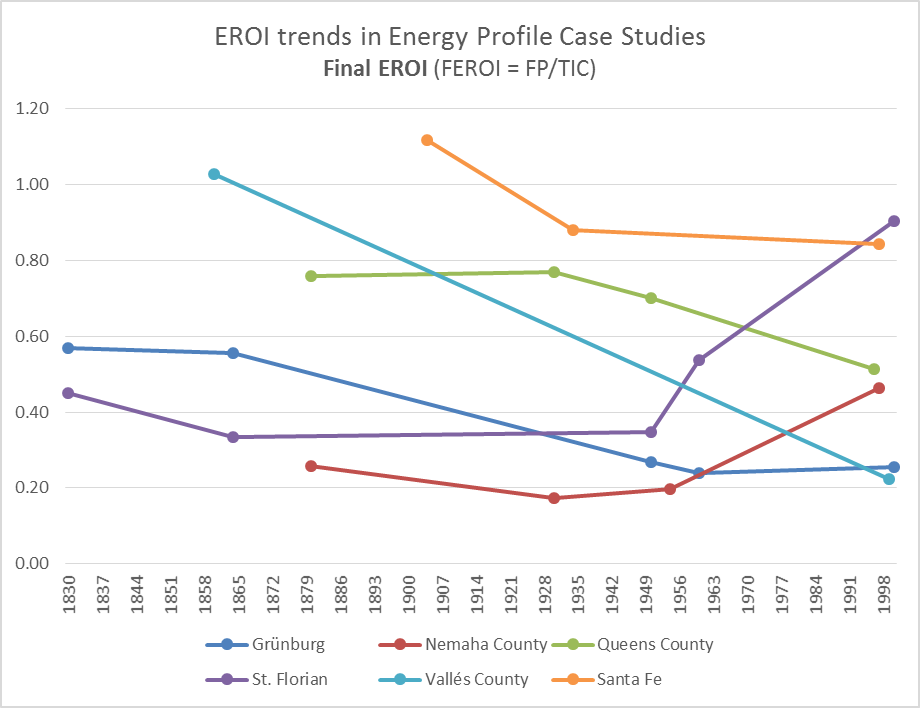 EROI trends in Energy Profile Case Studies
Final EROI (FEROI = FP/TIC)
1.20
1.00
0.80
0.60
0.40
0.20
0.00
1830 1837 1844 1851 1858 1865 1872 1879 1886 1893 1900 1907 1914 1921 1928 1935 1942 1949 1956 1963 1970 1977 1984 1991 1998
Grünburg Nemaha County Queens County
St. Florian Vallés County Santa Fe